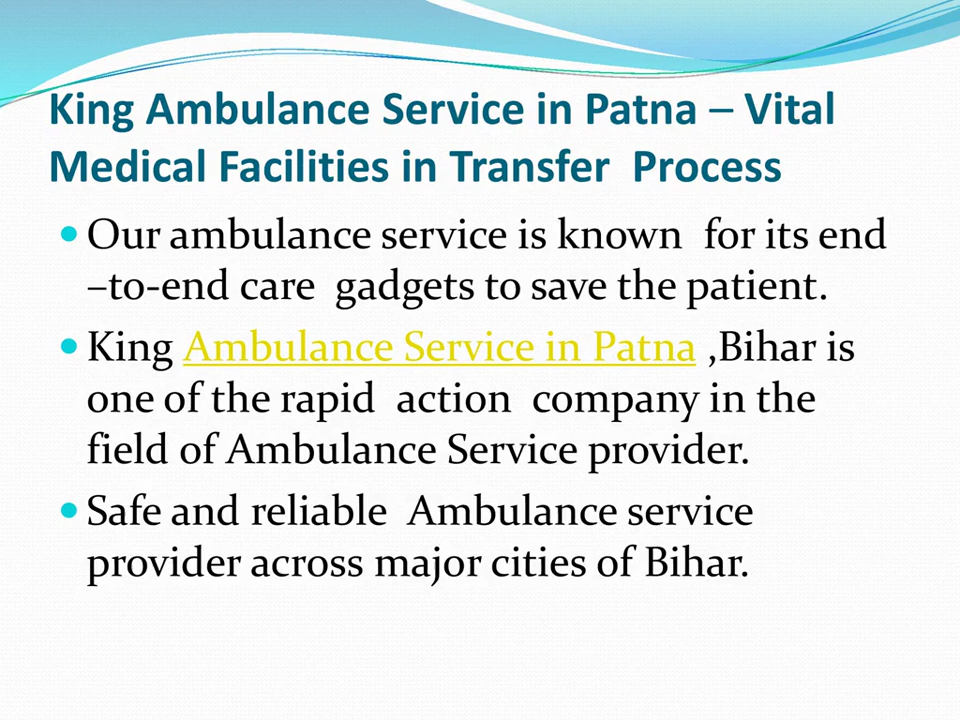 King Ambulance Service in Patna – Vital
Medical Facilities in Transfer  Process
• Our ambulance service is known  for its end
–to-end care  gadgets to save the patient.
• King Ambulance Service in Patna ,Bihar is
one of the rapid  action  company in the
field of Ambulance Service provider.
• Safe and reliable  Ambulance service
provider across major cities of Bihar.